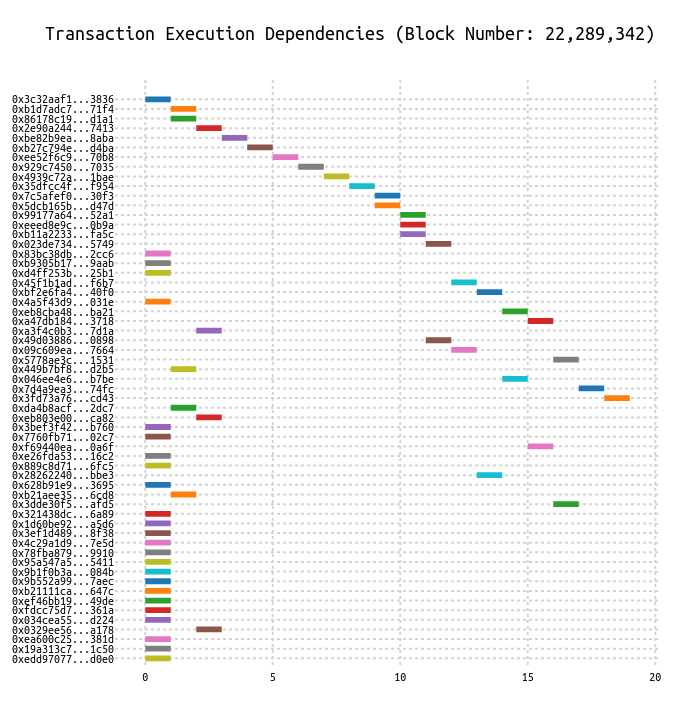 Transaction Execution Dependencies (Block Number: 22,289,342)
0x3c32aaf1...3836
0xb1d7adc7...71f4
0x86178c19...d1a1
0x2e90a244...7413
0xbe82b9ea...8aba
0xb27c794e...d4ba
0xee52f6c9...70b8
0x929c7450...7035
0x4939c72a...1bae
0x35dfcc4f...f954
0x7c5afef0...30f3
0x5dcb165b...d47d
0x99177a64...52a1
0xeeed8e9c...0b9a
0xb11a2233...fa5c
0x023de734...5749
0x83bc38db...2cc6
0xb9305b17...9aab
0xd4ff253b...25b1
0x45f1b1ad...f6b7
0xbf2e6fa4...40f0
0x4a5f43d9...031e
0xeb8cba48...ba21
0xa47db184...3718
0xa3f4c0b3...7d1a
0x49d03886...0898
0x09c609ea...7664
0x5778ae3c...1531
0x449b7bf8...d2b5
0x046ee4e6...b7be
0x7d4a9ea3...74fc
0x3fd73a76...cd43
0xda4b8acf...2dc7
0xeb803e00...ca82
0x3bef3f42...b760
0x7760fb71...02c7
0xf69440ea...0a6f
0xe26fda53...16c2
0x889c8d71...6fc5
0x28262240...bbe3
0x628b91e9...3695
0xb21aee35...6cd8
0x3dde30f5...afd5
0x321438dc...6a89
0x1d60be92...a5d6
0x3ef1d489...8f38
0x4c29a1d9...7e5d
0x78fba879...9910
0x95a547a5...5411
0x9b1f0b3a...084b
0x9b552a99...7aec
0xb21111ca...647c
0xef46bb19...49de
0xfdcc75d7...361a
0x034cea55...d224
0x0329ee56...a178
0xea600c25...381d
0x19a313c7...1c50
0xedd97077...d0e0
0 5 10 15 20